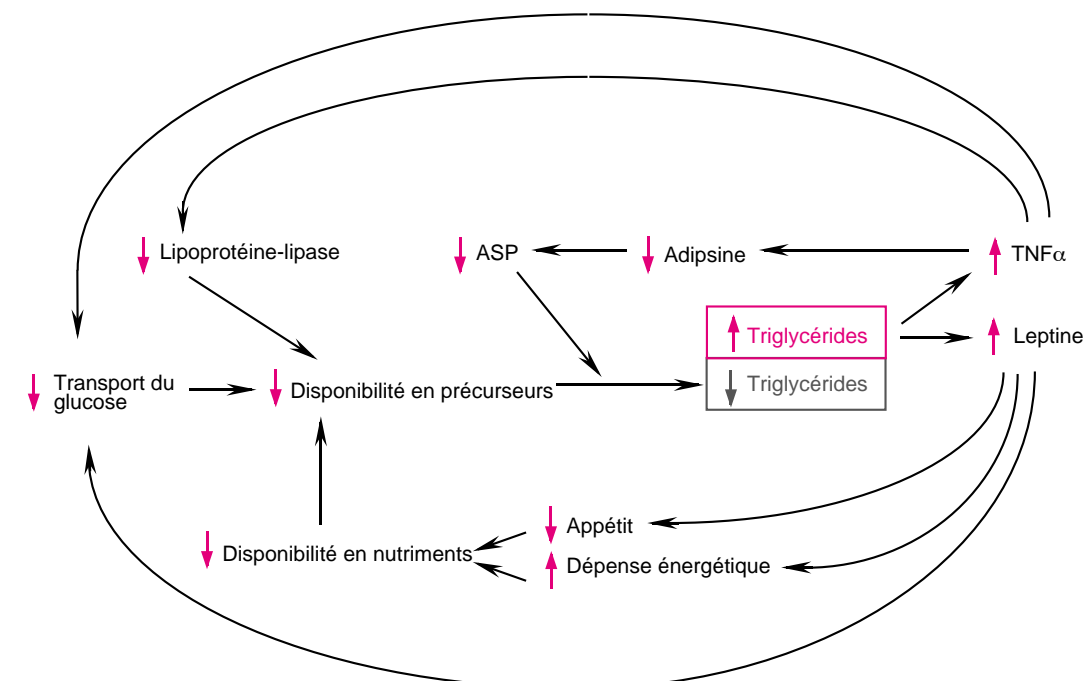 Lipoprotéine-lipase
ASP
Adipsine
TNFα
Triglycérides
Leptine
Transport du
glucose
Disponibilité en précurseurs
Triglycérides
Appétit
Disponibilité en nutriments
Dépense énergétique